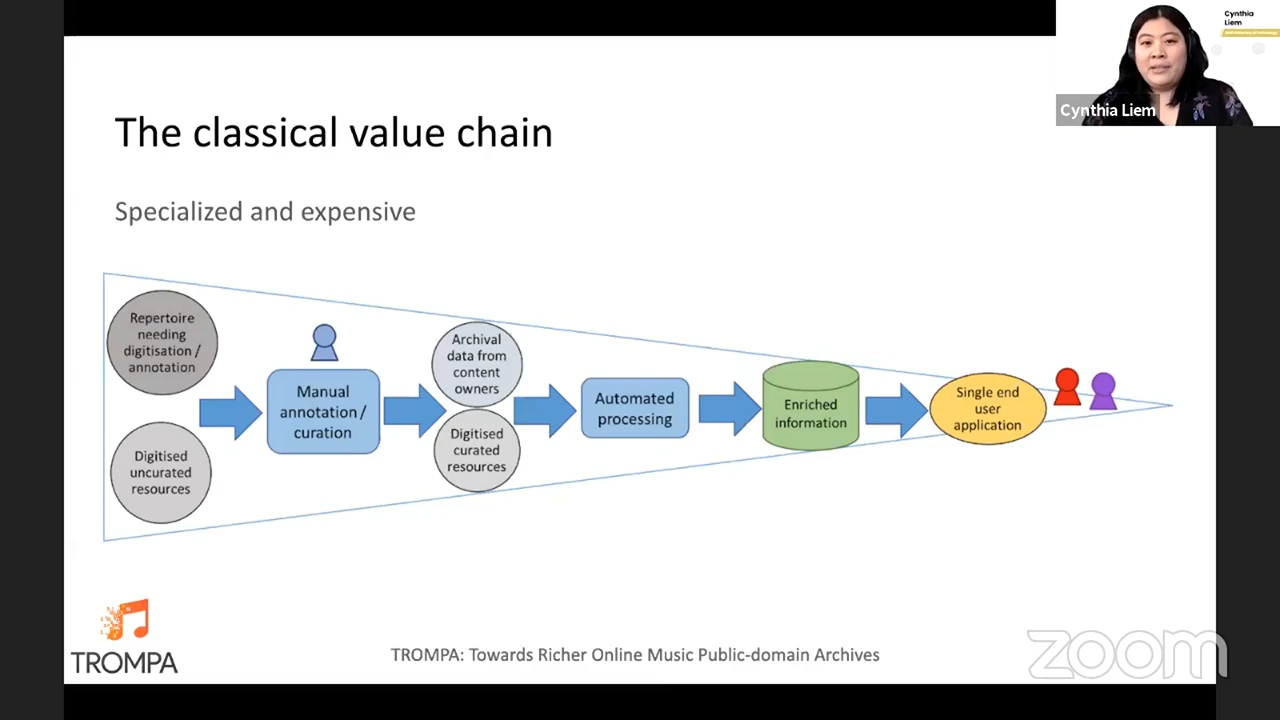 Cynthia
Liem
Cynthia Liem
The classical value chain
Specialized and expensive
Repertoire
needing
digitisation /
annotation
Digitised
uncurated
resources
Manual
annotation /
curation
Archival
data from
content
owners
Digitised
curated
resources
Automated
processing
Enriched
information
Single end
user
application
TROMPA
TROMPA: Towards Richer Online Music Public-domain Archives
zoom